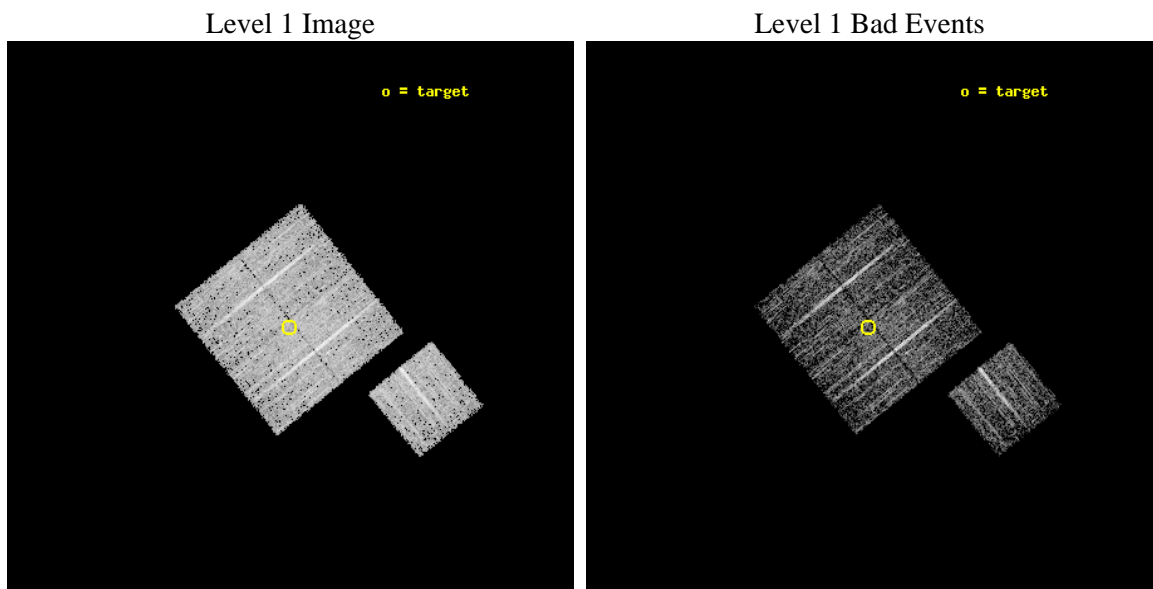 Level 1 Image
Level 1 Bad Events
o = target
o = target